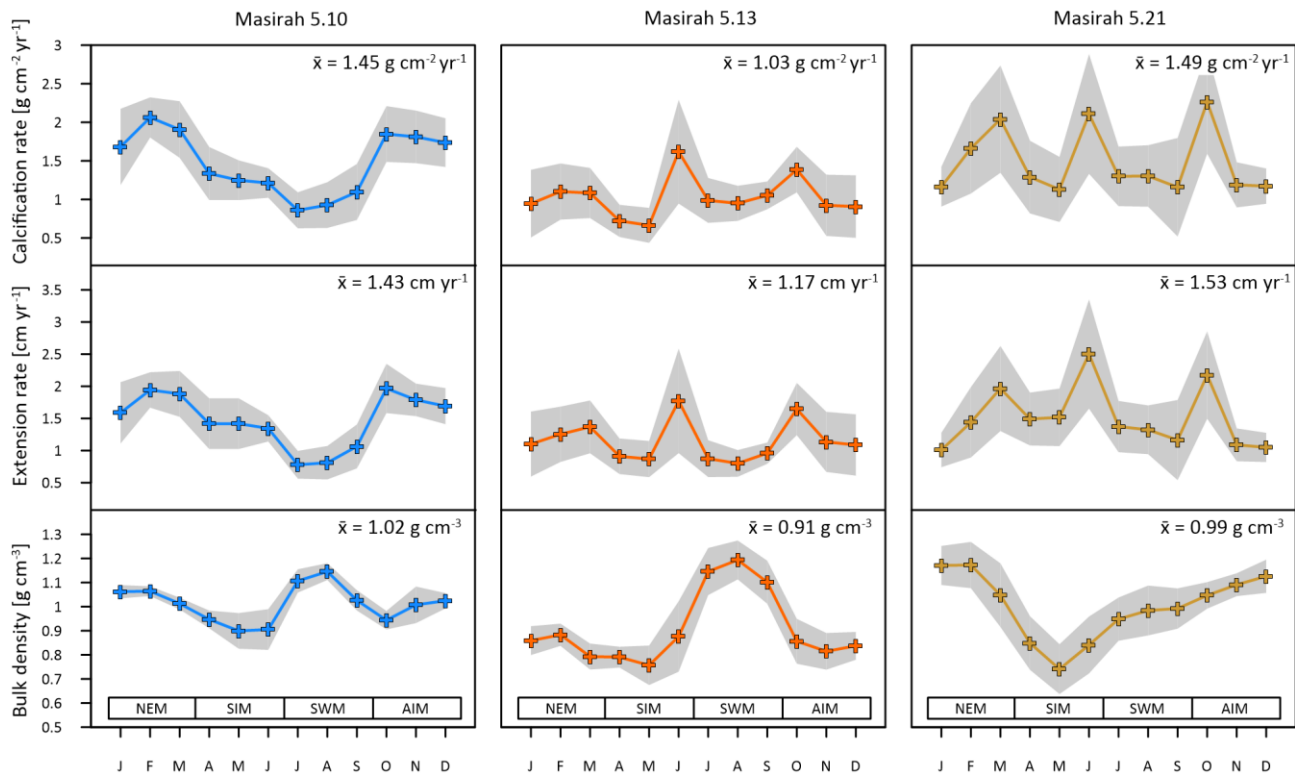 Masirah 5.10 Masirah 5.13 Masirah 5.21
Calcification rate [g cm⁻² yr⁻¹]
3
2.5
2
1.5
1
0.5
x̄ = 1.45 g cm⁻² yr⁻¹
x̄ = 1.03 g cm⁻² yr⁻¹
x̄ = 1.49 g cm⁻² yr⁻¹
Extension rate [cm yr⁻¹]
3.5
3
2.5
2
1.5
1
0.5
x̄ = 1.43 cm yr⁻¹
x̄ = 1.17 cm yr⁻¹
x̄ = 1.53 cm yr⁻¹
Bulk density [g cm⁻³]
1.2
1.3
1.1
1
0.9
0.8
0.7
0.6
0.5
x̄ = 1.02 g cm⁻³
x̄ = 0.91 g cm⁻³
x̄ = 0.99 g cm⁻³
NEM SIM SWM AIM
NEM SIM SWM AIM
NEM SIM SWM AIM
J F M A M J J A S O N D
J F M A M J J A S O N D
J F M A M J J A S O N D